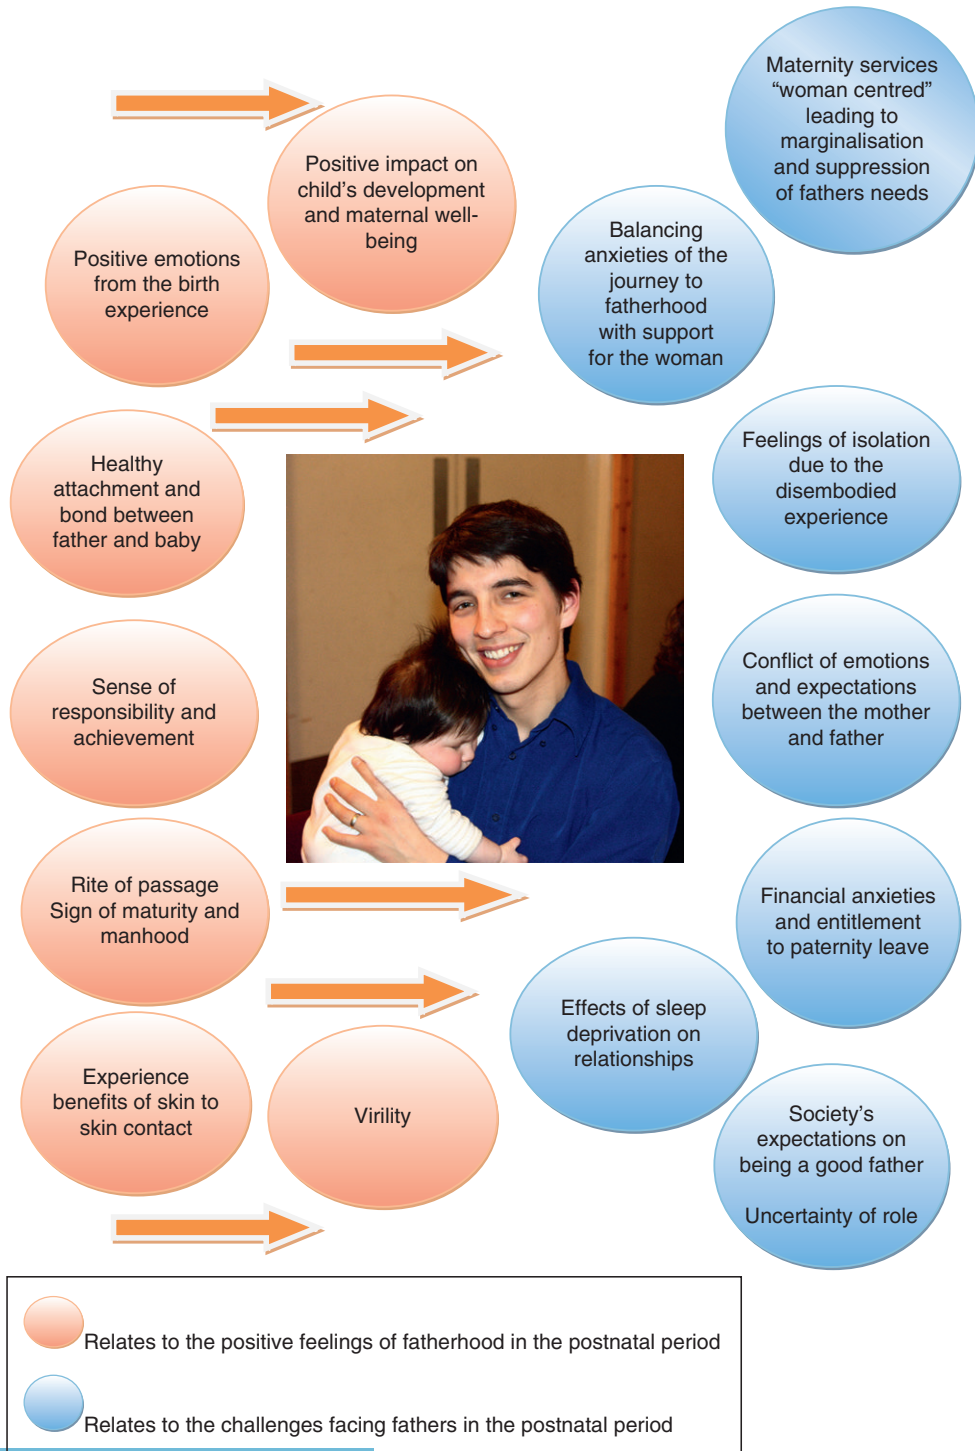 Maternity services
“woman centred”
leading to
marginalisation
and suppression
of fathers needs
Positive impact on
child’s development
and maternal well-
being
Balancing
anxieties of the
journey to
fatherhood
with support
for the woman
Positive emotions
from the birth
experience
Healthy
attachment and
bond between
father and baby
Feelings of isolation
due to the
disembodied
experience
Sense of
responsibility and
achievement
Conflict of emotions
and expectations
between the mother
and father
Rite of passage
Sign of maturity and
manhood
Financial anxieties
and entitlement
to paternity leave
Effects of sleep
deprivation on
relationships
Experience
benefits of skin to
skin contact
Virility
Society’s
expectations on
being a good father
Uncertainty of role
Relates to the positive feelings of fatherhood in the postnatal period
Relates to the challenges facing fathers in the postnatal period